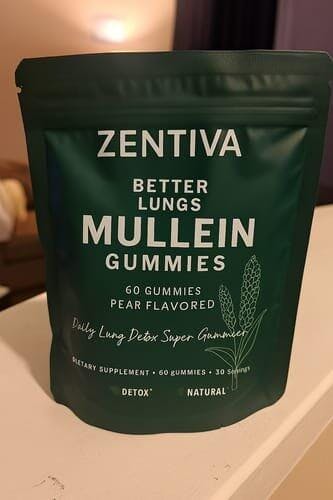 ZENTIVA
BETTER
LUNGS
MULLEIN
GUMMIES
60 GUMMIES
PEAR FLAVORED
Daily Lung Detox Super Gummies
DIETARY SUPPLEMENT • 60 GUMMIES • 30 Servings
DETOX* NATURAL*